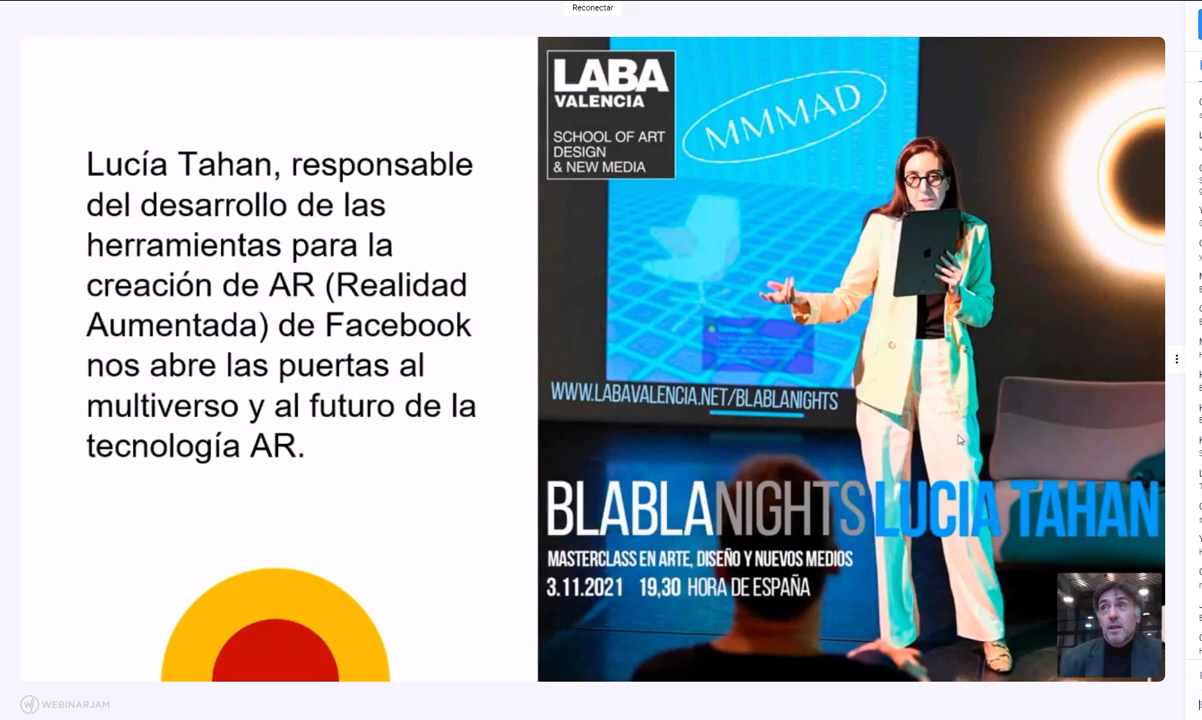 Reconectar
Lucía Tahan, responsable
del desarrollo de las
herramientas para la
creación de AR (Realidad
Aumentada) de Facebook
nos abre las puertas al
multiverso y al futuro de la
tecnología AR.
LABA
VALENCIA
SCHOOL OF ART
DESIGN
& NEW MEDIA
MMMAD
WWW.LABAVALENCIA.NET/BLABLANIGHTS
BLABLANIGHTS LUCIA TAHAN
MASTERCLASS EN ARTE, DISEÑO Y NUEVOS MEDIOS
3.11.2021 19,30 HORA DE ESPAÑA
WEBINARJAM